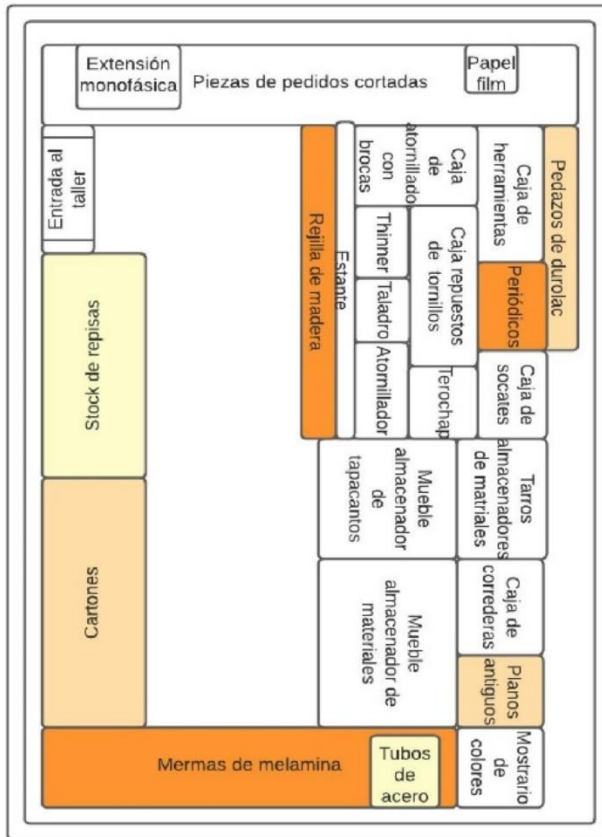 Extensión
monofásica
Piezas de pedidos cortadas
Papel
film
Entrada al
taller
Rejilla de madera
Estante
Caja
de
atornillado
con
brocas
Caja de
herramientas
Pedazos de durolac
Thinner
Caja repuestos
de tornillos
Periódicos
Taladro
Stock de repisas
Atornillador
Terochap
Caja de
socates
Mueble
almacenador
de
tapacantos
Tarros
almacenadores
de matriales
Cartones
Mueble
almacenador de
materiales
Caja de
correderas
Planos
antiguos
Mermas de melamina
Tubos
de
acero
Mostrario
de
colores